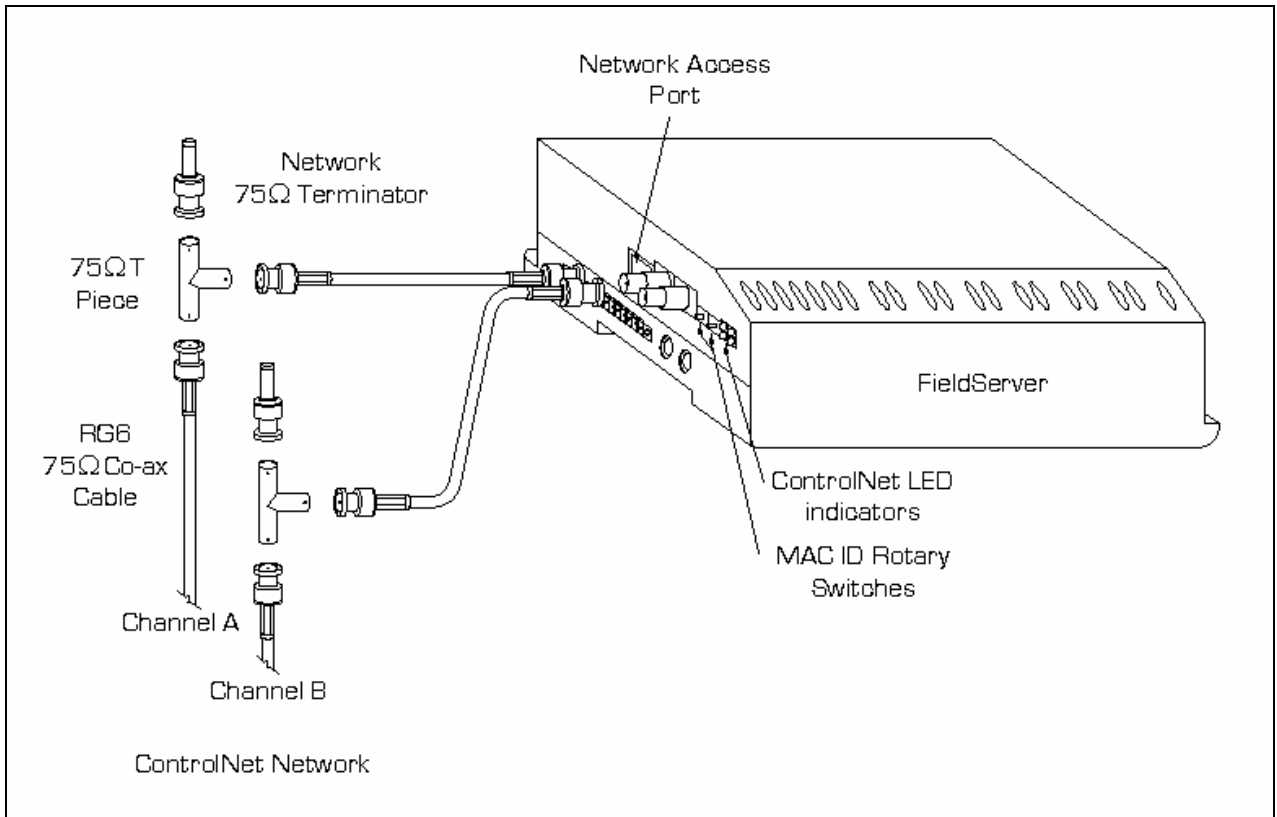 Network Access
Port
Network
75Ω Terminator
75Ω T
Piece
FieldServer
RG6
75Ω Co-ax
Cable
ControlNet LED
indicators
MAC ID Rotary
Switches
Channel A
Channel B
ControlNet Network